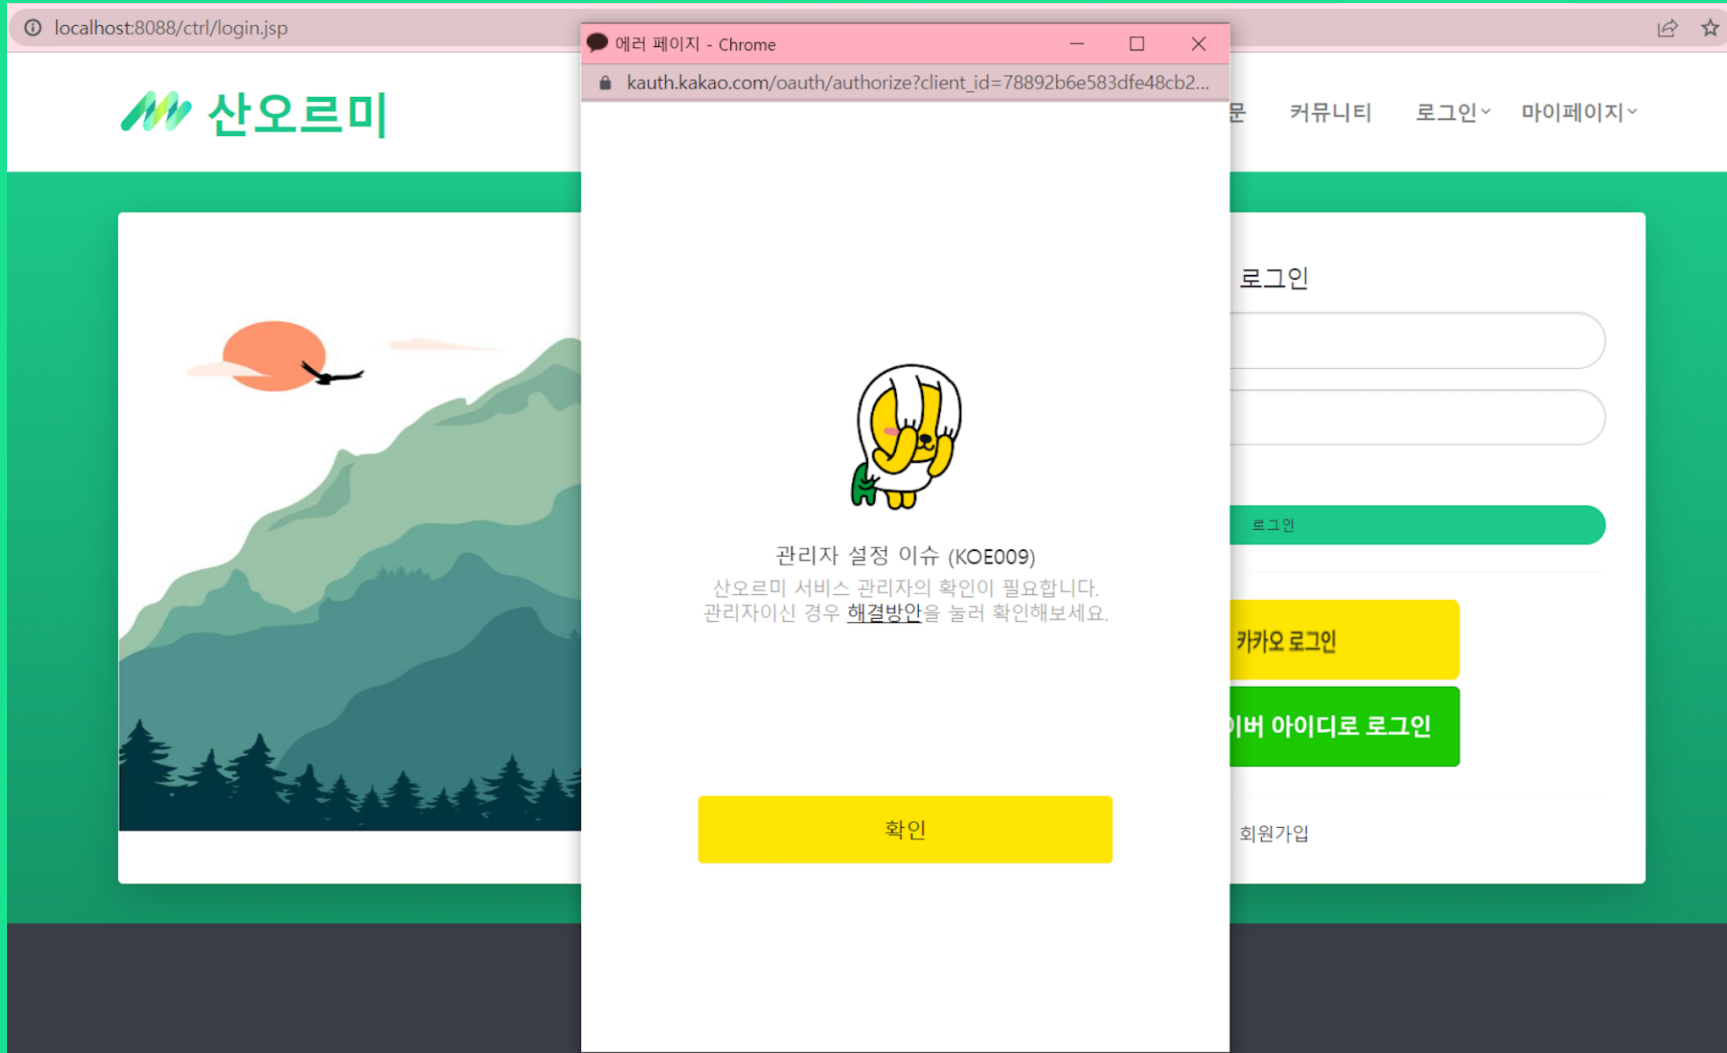 localhost:8088/ctrl/login.jsp
에러 페이지 - Chrome
kauth.kakao.com/oauth/authorize?client_id=78892b6e583dfe48cb2...
산오르미
문
커뮤니티
로그인
마이페이지
로그인
관리자 설정 이슈 (KOE009)
산오르미 서비스 관리자의 확인이 필요합니다.
관리자이신 경우 해결방안을 눌러 확인해보세요.
확인
로그인
카카오 로그인
이버 아이디로 로그인
회원가입